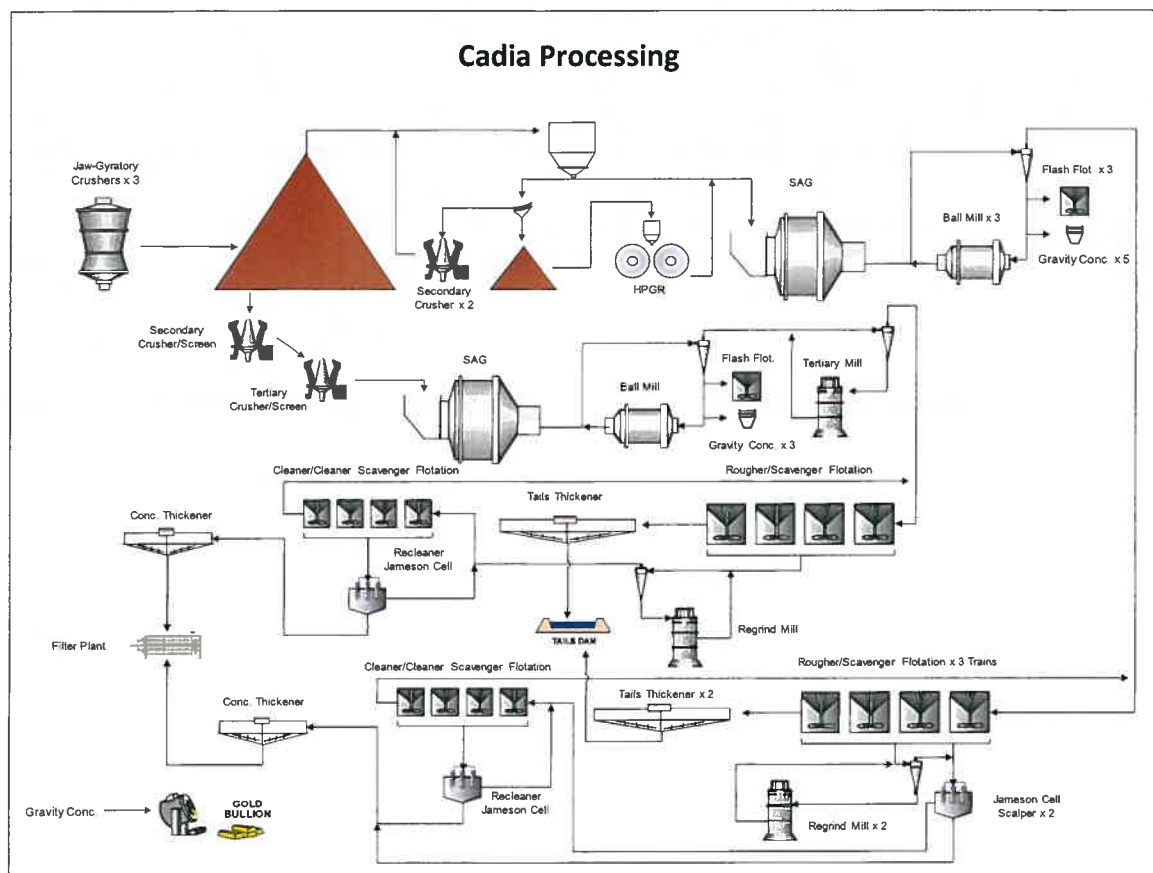 Cadia Processing
Jaw-Gyratory
Crushers x 3
SAG
Flash Flot. x 3
Ball Mill x 3
Gravity Conc. x 5
Secondary
Crusher x 2
HPGR
Secondary
Crusher/Screen
SAG
Flash Flot.
Tertiary Mill
Ball Mill
Tertiary
Crusher/Screen
Gravity Conc. x 3
Cleaner/Cleaner Scavenger Flotation
Rougher/Scavenger Flotation
Tails Thickener
Conc. Thickener
Recleaner
Jameson Cell
Regrind Mill
TAILS DAM
Filter Plant
Cleaner/Cleaner Scavenger Flotation
Rougher/Scavenger Flotation x 3 Trains
Conc. Thickener
Tails Thickener x 2
Recleaner
Jameson Cell
Jameson Cell
Scalper x 2
Gravity Conc.
GOLD
BULLION
Regrind Mill x 2